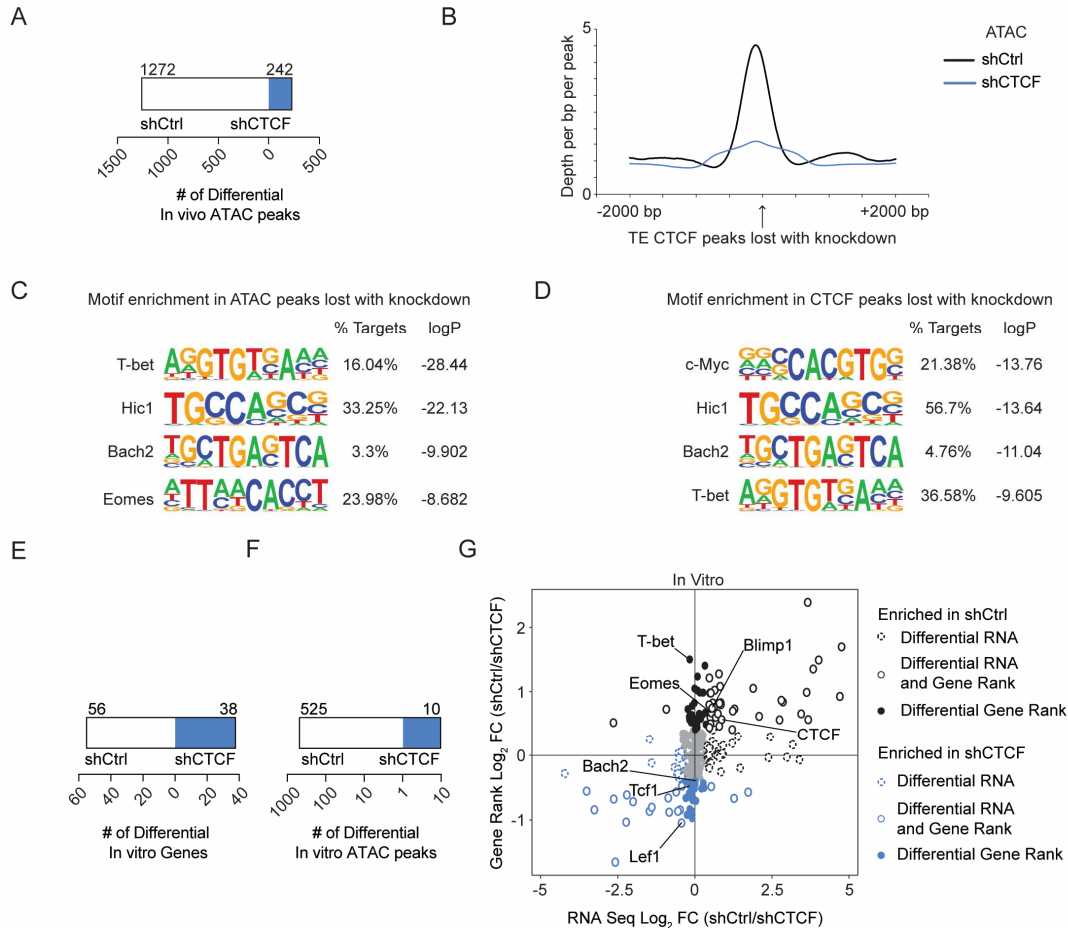 A
1272 242
shCtrl shCTCF
1500 1000 500 0 500
# of Differential
In vivo ATAC peaks
B
5
0
Depth per bp per peak
-2000 bp +2000 bp
TE CTCF peaks lost with knockdown
ATAC
shCtrl
shCTCF
C
Motif enrichment in ATAC peaks lost with knockdown
% Targets logP
T-bet 16.04% -28.44
Hic1 33.25% -22.13
Bach2 3.3% -9.902
Eomes 23.98% -8.682
D
Motif enrichment in CTCF peaks lost with knockdown
% Targets logP
c-Myc 21.38% -13.76
Hic1 56.7% -13.64
Bach2 4.76% -11.04
T-bet 36.58% -9.605
E
56 38
shCtrl shCTCF
60 40 20 0 20 40
# of Differential
In vitro Genes
F
525 10
shCtrl shCTCF
1000 100 10 1 10
# of Differential
In vitro ATAC peaks
G
In Vitro
Gene Rank Log2 FC (shCtrl/shCTCF)
2
1
0
-1
T-bet
Blimp1
Eomes
CTCF
Bach2
Tcf1
Lef1
-5 -2.5 0 2.5 5
RNA Seq Log2 FC (shCtrl/shCTCF)
Enriched in shCtrl
Differential RNA
Differential RNA
and Gene Rank
Differential Gene Rank
Enriched in shCTCF
Differential RNA
Differential RNA
and Gene Rank
Differential Gene Rank